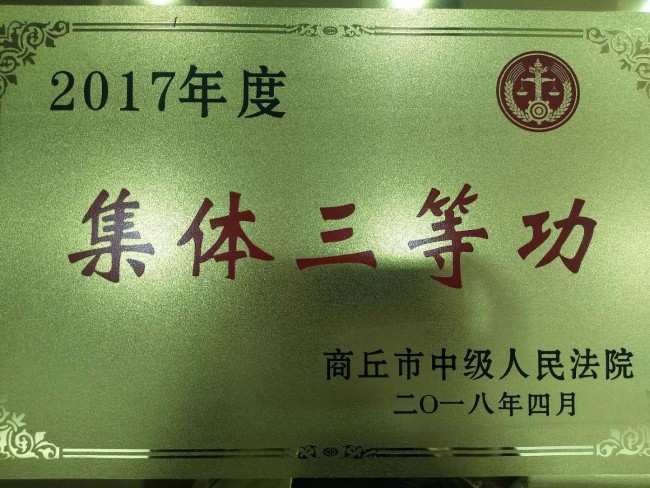 2017年度
集体三等功
商丘市中级人民法院
二〇一八年四月